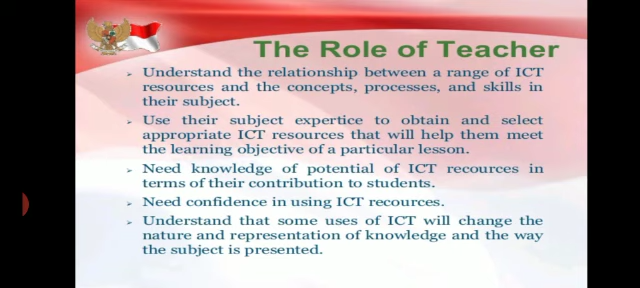 The Role of Teacher
Understand the relationship between a range of ICT
resources and the concepts, processes, and skills in
their subject.
Use their subject expertice to obtain and select
appropriate ICT resources that will help them meet
the learning objective of a particular lesson.
Need knowledge of potential of ICT recources in
terms of their contribution to students.
Need confidence in using ICT recources.
Understand that some uses of ICT will change the
nature and representation of knowledge and the way
the subject is presented.